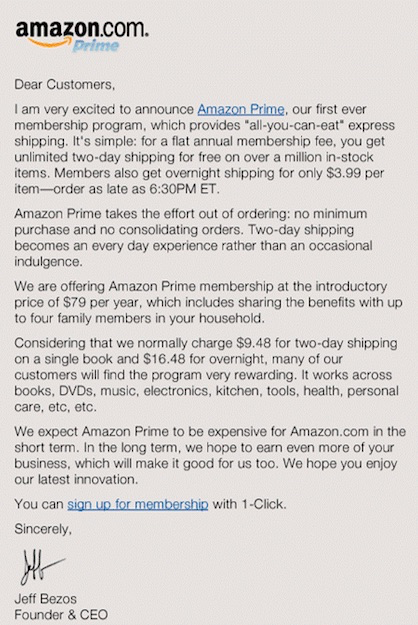 amazon.com.
Prime
Dear Customers,
I am very excited to announce Amazon Prime, our first ever
membership program, which provides "all-you-can-eat" express
shipping. It's simple: for a flat annual membership fee, you get
unlimited two-day shipping for free on over a million in-stock
items. Members also get overnight shipping for only $3.99 per
item—order as late as 6:30PM ET.
Amazon Prime takes the effort out of ordering: no minimum
purchase and no consolidating orders. Two-day shipping
becomes an every day experience rather than an occasional
indulgence.
We are offering Amazon Prime membership at the introductory
price of $79 per year, which includes sharing the benefits with up
to four family members in your household.
Considering that we normally charge $9.48 for two-day shipping
on a single book and $16.48 for overnight, many of our
customers will find the program very rewarding. It works across
books, DVDs, music, electronics, kitchen, tools, health, personal
care, etc, etc.
We expect Amazon Prime to be expensive for Amazon.com in the
short term. In the long term, we hope to earn even more of your
business, which will make it good for us too. We hope you enjoy
our latest innovation.
You can sign up for membership with 1-Click.
Sincerely,
Jeff
Jeff Bezos
Founder & CEO